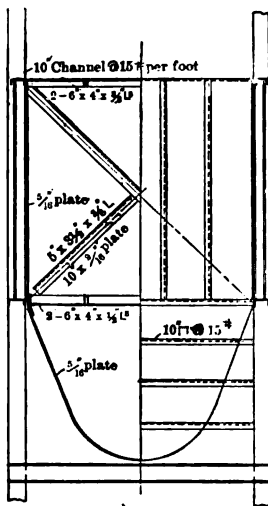 10" Channel @ 15# per foot
2-6" x 4" x 3/8" Ls
5/16" plate
5" x 3 1/2" x 3/8" L
10" x 9/16" plate
2-6" x 4" x 1/2" Ls
10" [ @ 15#
5/16" plate